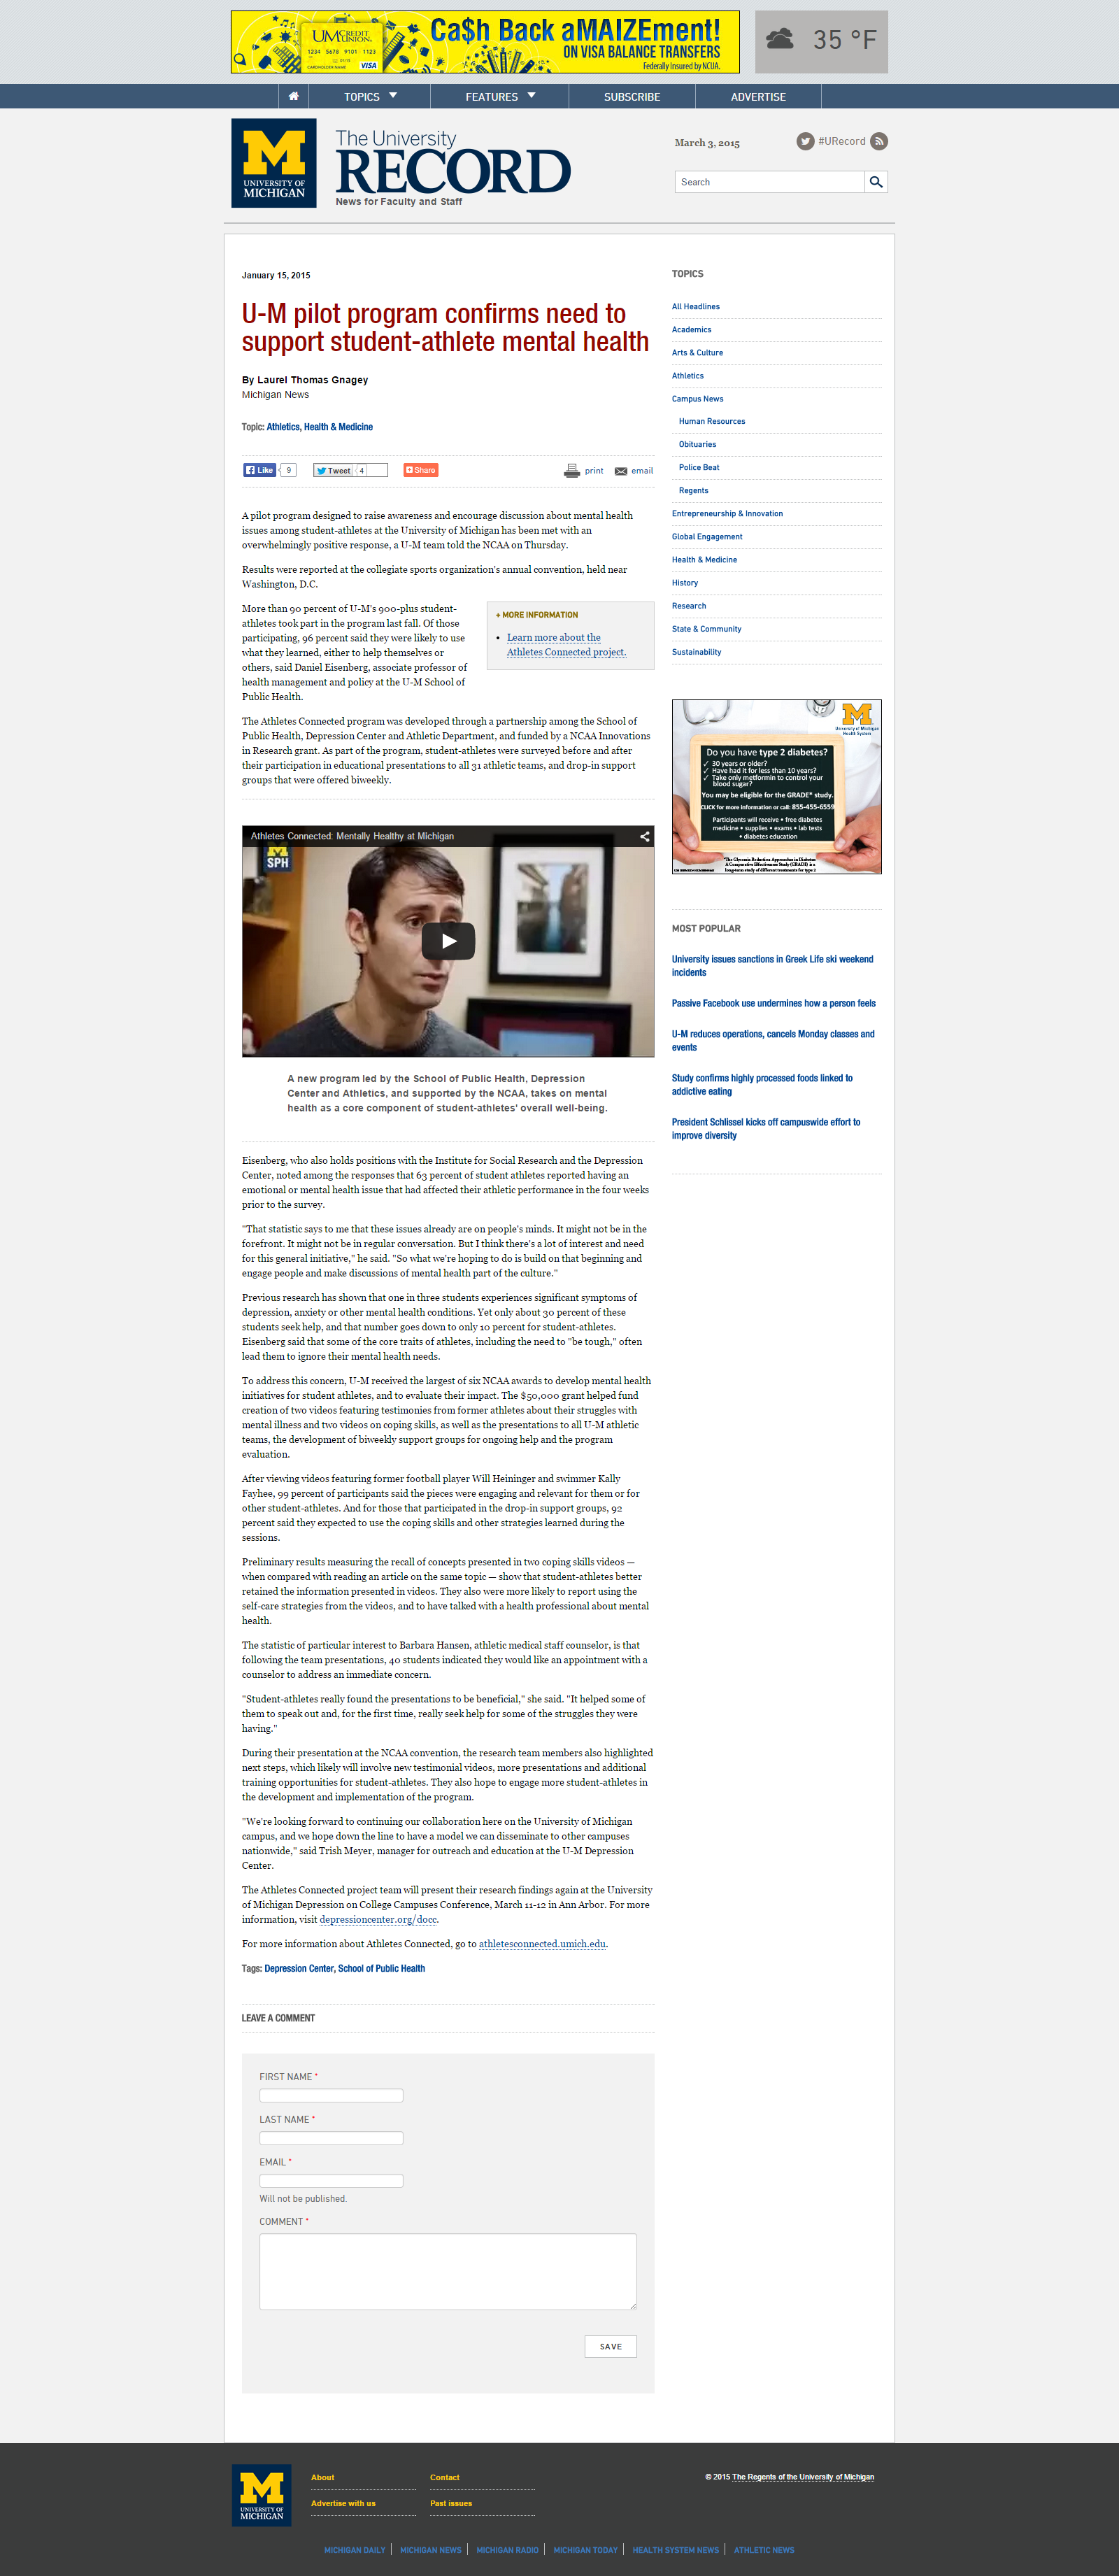 Ca$h Back aMAIZEment!
ON VISA BALANCE TRANSFERS
Federally Insured by NCUA.
UM CREDIT UNION
1234 5678 9101 1123
CARDHOLDER NAME
VISA
35 °F
TOPICS
FEATURES
SUBSCRIBE
ADVERTISE
UNIVERSITY OF
MICHIGAN
The University
RECORD
News for Faculty and Staff
March 3, 2015
#URecord
Search
January 15, 2015
U-M pilot program confirms need to
support student-athlete mental health
By Laurel Thomas Gnagey
Michigan News
Topic: Athletics, Health & Medicine
Like 9
Tweet 4
Share
print
email
A pilot program designed to raise awareness and encourage discussion about mental health
issues among student-athletes at the University of Michigan has been met with an
overwhelmingly positive response, a U-M team told the NCAA on Thursday.
Results were reported at the collegiate sports organization's annual convention, held near
Washington, D.C.
More than 90 percent of U-M's 900-plus student-
athletes took part in the program last fall. Of those
participating, 96 percent said they were likely to use
what they learned, either to help themselves or
others, said Daniel Eisenberg, associate professor of
health management and policy at the U-M School of
Public Health.
+ MORE INFORMATION
• Learn more about the
Athletes Connected project.
The Athletes Connected program was developed through a partnership among the School of
Public Health, Depression Center and Athletic Department, and funded by a NCAA Innovations
in Research grant. As part of the program, student-athletes were surveyed before and after
their participation in educational presentations to all 31 athletic teams, and drop-in support
groups that were offered biweekly.
Athletes Connected: Mentally Healthy at Michigan
M
SPH
A new program led by the School of Public Health, Depression
Center and Athletics, and supported by the NCAA, takes on mental
health as a core component of student-athletes' overall well-being.
Eisenberg, who also holds positions with the Institute for Social Research and the Depression
Center, noted among the responses that 63 percent of student athletes reported having an
emotional or mental health issue that had affected their athletic performance in the four weeks
prior to the survey.
"That statistic says to me that these issues already are on people's minds. It might not be in the
forefront. It might not be in regular conversation. But I think there's a lot of interest and need
for this general initiative," he said. "So what we're hoping to do is build on that beginning and
engage people and make discussions of mental health part of the culture."
Previous research has shown that one in three students experiences significant symptoms of
depression, anxiety or other mental health conditions. Yet only about 30 percent of these
students seek help, and that number goes down to only 10 percent for student-athletes.
Eisenberg said that some of the core traits of athletes, including the need to "be tough," often
lead them to ignore their mental health needs.
To address this concern, U-M received the largest of six NCAA awards to develop mental health
initiatives for student athletes, and to evaluate their impact. The $50,000 grant helped fund
creation of two videos featuring testimonies from former athletes about their struggles with
mental illness and two videos on coping skills, as well as the presentations to all U-M athletic
teams, the development of biweekly support groups for ongoing help and the program
evaluation.
After viewing videos featuring former football player Will Heininger and swimmer Kally
Fayhee, 99 percent of participants said the pieces were engaging and relevant for them or for
other student-athletes. And for those that participated in the drop-in support groups, 92
percent said they expected to use the coping skills and other strategies learned during the
sessions.
Preliminary results measuring the recall of concepts presented in two coping skills videos —
when compared with reading an article on the same topic — show that student-athletes better
retained the information presented in videos. They also were more likely to report using the
self-care strategies from the videos, and to have talked with a health professional about mental
health.
The statistic of particular interest to Barbara Hansen, athletic medical staff counselor, is that
following the team presentations, 40 students indicated they would like an appointment with a
counselor to address an immediate concern.
"Student-athletes really found the presentations to be beneficial," she said. "It helped some of
them to speak out and, for the first time, really seek help for some of the struggles they were
having."
During their presentation at the NCAA convention, the research team members also highlighted
next steps, which likely will involve new testimonial videos, more presentations and additional
training opportunities for student-athletes. They also hope to engage more student-athletes in
the development and implementation of the program.
"We're looking forward to continuing our collaboration here on the University of Michigan
campus, and we hope down the line to have a model we can disseminate to other campuses
nationwide," said Trish Meyer, manager for outreach and education at the U-M Depression
Center.
The Athletes Connected project team will present their research findings again at the University
of Michigan Depression on College Campuses Conference, March 11-12 in Ann Arbor. For more
information, visit depressioncenter.org/docc.
For more information about Athletes Connected, go to athletesconnected.umich.edu.
Tags: Depression Center, School of Public Health
LEAVE A COMMENT
FIRST NAME *
LAST NAME *
EMAIL *
Will not be published.
COMMENT *
SAVE
TOPICS
All Headlines
Academics
Arts & Culture
Athletics
Campus News
Human Resources
Obituaries
Police Beat
Regents
Entrepreneurship & Innovation
Global Engagement
Health & Medicine
History
Research
State & Community
Sustainability
M
University of Michigan
Health System
Do you have type 2 diabetes?
✓ 30 years or older?
✓ Have had it for less than 10 years?
✓ Take only metformin to control your
blood sugar?
You may be eligible for the GRADE* study.
CLICK for more information or call: 855-455-6559
Participants will receive • free diabetes
medicine • supplies • exams • lab tests
• diabetes education
*The Glycemia Reduction Approaches in Diabetes:
A Comparative Effectiveness Study (GRADE) is a
long-term study of different treatments for type 2
MOST POPULAR
University issues sanctions in Greek Life ski weekend
incidents
Passive Facebook use undermines how a person feels
U-M reduces operations, cancels Monday classes and
events
Study confirms highly processed foods linked to
addictive eating
President Schlissel kicks off campuswide effort to
improve diversity
M
UNIVERSITY OF
MICHIGAN
About
Contact
Advertise with us
Past issues
© 2015 The Regents of the University of Michigan
MICHIGAN DAILY
MICHIGAN NEWS
MICHIGAN RADIO
MICHIGAN TODAY
HEALTH SYSTEM NEWS
ATHLETIC NEWS